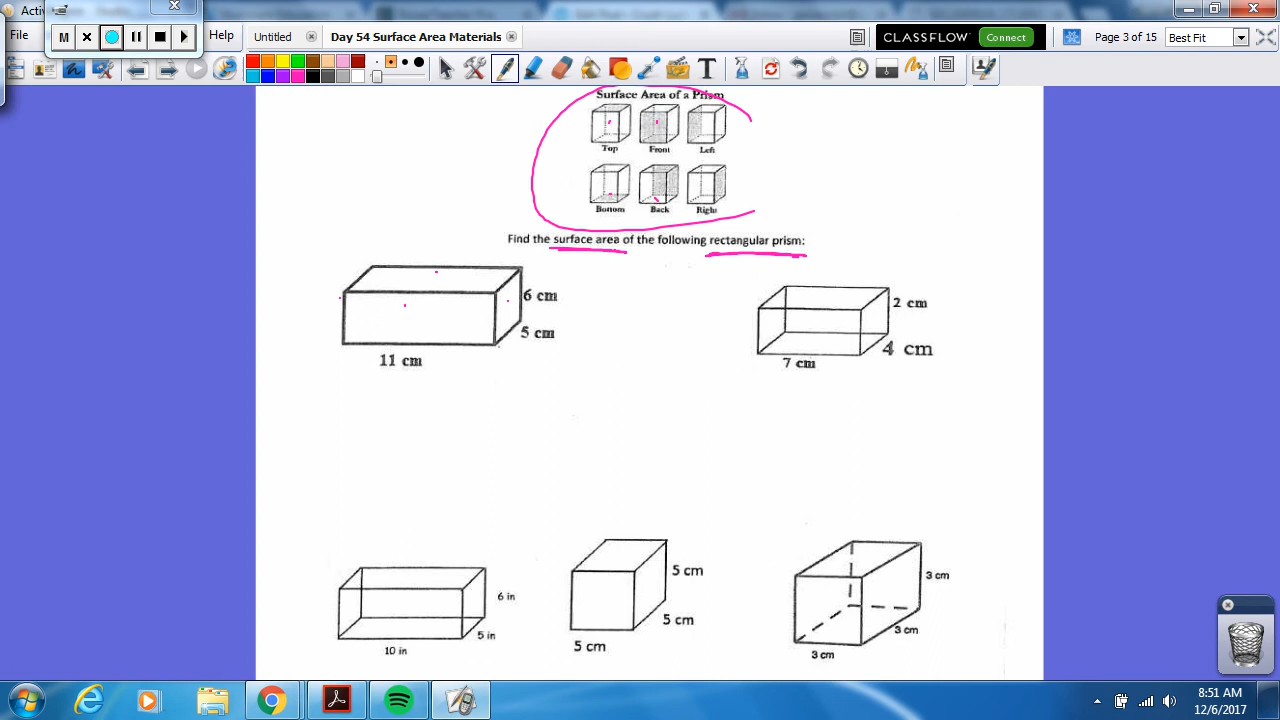 File
M
Help
Untitled
Day 54 Surface Area Materials
CLASSFLOW
Connect
Page 3 of 15
Best Fit
T
Surface Area of a Prism
Top
Front
Left
Bottom
Back
Right
Find the surface area of the following rectangular prism:
6 cm
5 cm
11 cm
2 cm
4 cm
7 cm
6 in
5 in
10 in
5 cm
5 cm
5 cm
3 cm
3 cm
3 cm
8:51 AM
12/6/2017